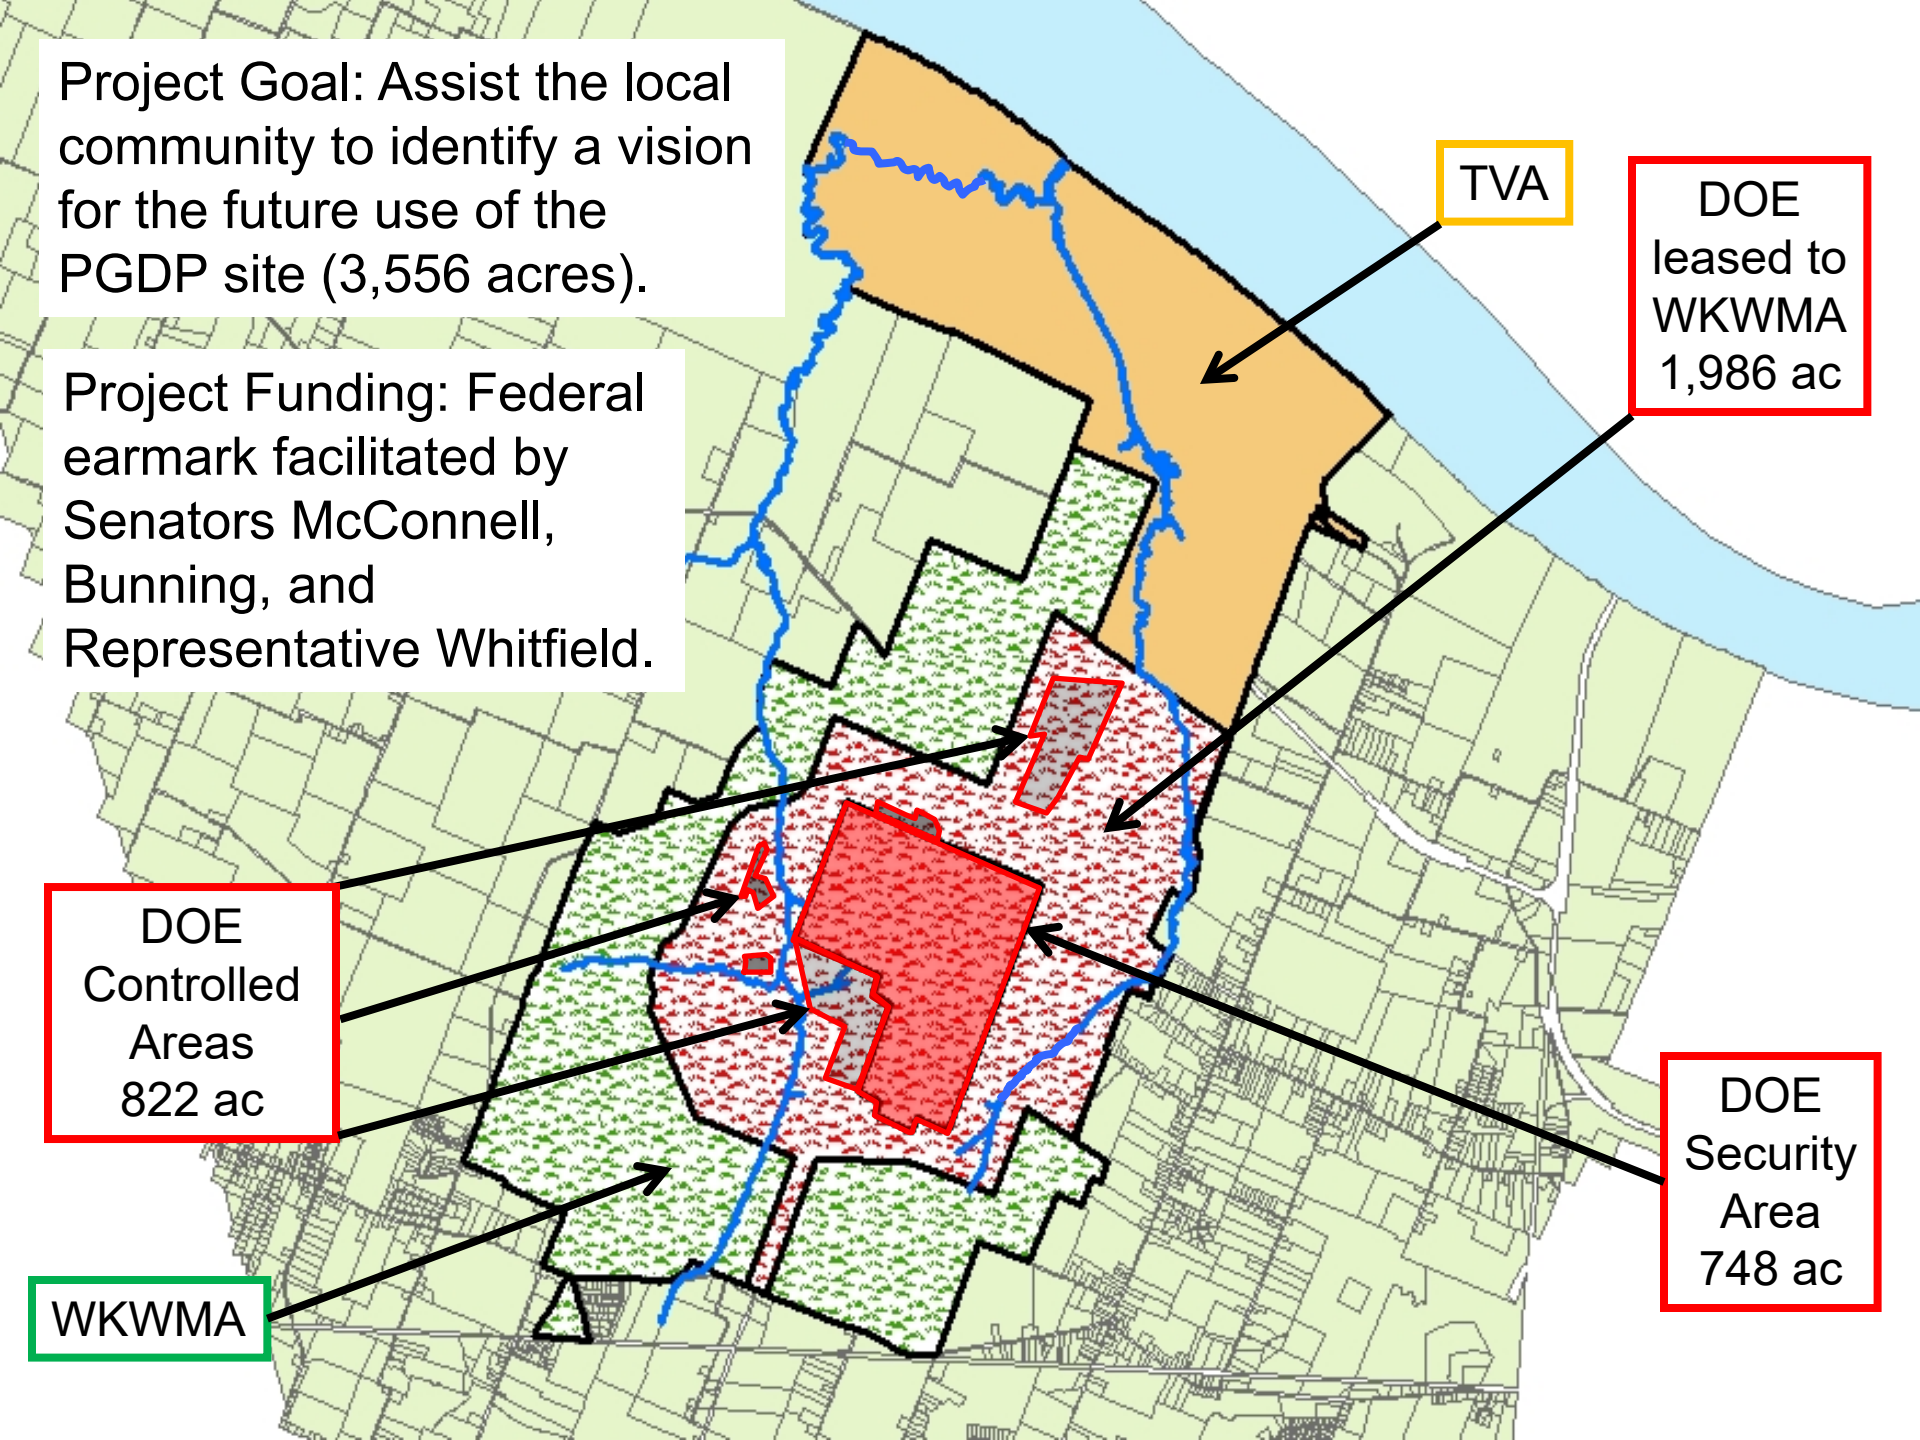 Project Goal: Assist the local
community to identify a vision
for the future use of the
PGDP site (3,556 acres).
Project Funding: Federal
earmark facilitated by
Senators McConnell,
Bunning, and
Representative Whitfield.
TVA
DOE
leased to
WKWMA
1,986 ac
DOE
Controlled
Areas
822 ac
DOE
Security
Area
748 ac
WKWMA